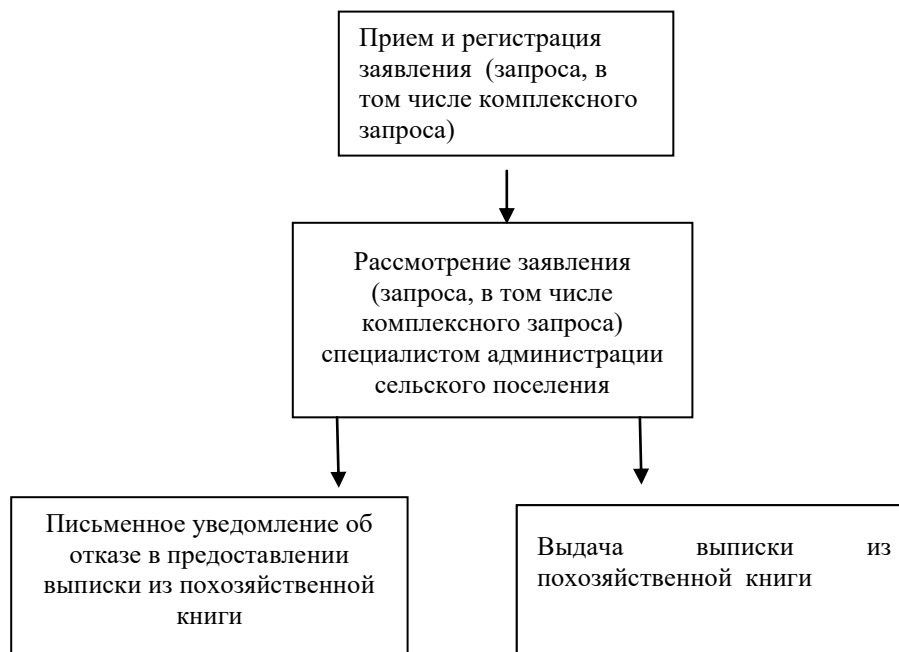 Прием и регистрация
заявления (запроса, в
том числе комплексного
запроса)
Рассмотрение заявления
(запроса, в том числе
комплексного запроса)
специалистом администрации
сельского поселения
Письменное уведомление об
отказе в предоставлении
выписки из похозяйственной
книги
Выдача выписки из
похозяйственной книги